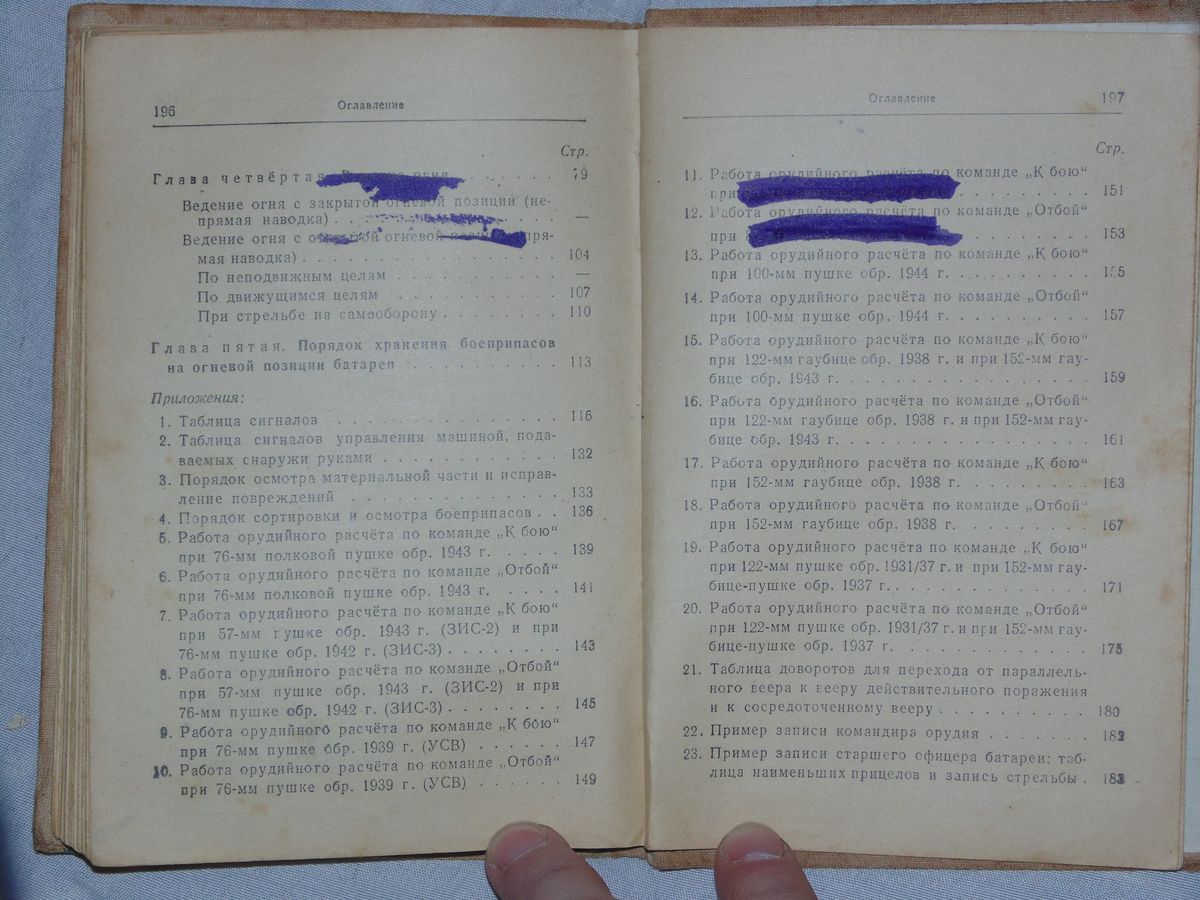 196
Оглавление
Стр.
Глава четвёртая. огня . . . . . . . 79
Ведение огня с закрытой огневой позиции (не-
прямая наводка) . . . . . . —
Ведение огня с открытой огневой
мая наводка) . . . . . . . . . . . . . . . 104
По неподвижным целям . . . . . . . . . . —
По движущимся целям . . . . . . . . . . 107
При стрельбе на самооборону . . . . . . . 110
Глава пятая. Порядок хранения боеприпасов
на огневой позиции батареи . . . . . . . . . 113
Приложения:
1. Таблица сигналов . . . . . . . . . . . . . 116
2. Таблица сигналов управления машиной, пода-
ваемых снаружи руками . . . . . . . . . . 132
3. Порядок осмотра материальной части и исправ-
ление повреждений . . . . . . . . . . . . 133
4. Порядок сортировки и осмотра боеприпасов . . 136
5. Работа орудийного расчёта по команде „К бою“
при 76-мм полковой пушке обр. 1943 г. . . . . 139
6. Работа орудийного расчёта по команде „Отбой“
при 76-мм полковой пушке обр. 1943 г. . . . . 141
7. Работа орудийного расчёта по команде „К бою“
при 57-мм пушке обр. 1943 г. (ЗИС-2) и при
76-мм пушке обр. 1942 г. (ЗИС-3) . . . . . . . 143
8. Работа орудийного расчёта по команде „Отбой“
при 57-мм пушке обр. 1943 г. (ЗИС-2) и при
76-мм пушке обр. 1942 г. (ЗИС-3) . . . . . . . 145
9. Работа орудийного расчёта по команде „К бою“
при 76-мм пушке обр. 1939 г. (УСВ) . . . . . . 147
10. Работа орудийного расчёта по команде „Отбой“
при 76-мм пушке обр. 1939 г. (УСВ) . . . . . . 149
Оглавление
197
Стр.
11. Работа орудийного расчёта по команде „К бою“
при . . . . . . . . 151
12. Работа орудийного расчёта по команде „Отбой“
при . . . . . . . . 153
13. Работа орудийного расчёта по команде „К бою“
при 100-мм пушке обр. 1944 г. . . . . . . . . 155
14. Работа орудийного расчёта по команде „Отбой“
при 100-мм пушке обр. 1944 г. . . . . . . . . 157
15. Работа орудийного расчёта по команде „К бою“
при 122-мм гаубице обр. 1938 г. и при 152-мм гау-
бице обр. 1943 г. . . . . . . . . . . . . . . 159
16. Работа орудийного расчёта по команде „Отбой“
при 122-мм гаубице обр. 1938 г. и при 152-мм гау-
бице обр. 1943 г. . . . . . . . . . . . . . . 161
17. Работа орудийного расчёта по команде „К бою“
при 152-мм гаубице обр. 1938 г. . . . . . . . . 163
18. Работа орудийного расчёта по команде „Отбой“
при 152-мм гаубице обр. 1938 г. . . . . . . . . 167
19. Работа орудийного расчёта по команде „К бою“
при 122-мм пушке обр. 1931/37 г. и при 152-мм гау-
бице-пушке обр. 1937 г. . . . . . . . . . . . 171
20. Работа орудийного расчёта по команде „Отбой“
при 122-мм пушке обр. 1931/37 г. и при 152-мм гау-
бице-пушке обр. 1937 г. . . . . . . . . . . . 175
21. Таблица доворотов для перехода от параллель-
ного веера к вееру действительного поражения
и к сосредоточенному вееру . . . . . . . . . . 180
22. Пример записи командира орудия . . . . . . . 182
23. Пример записи старшего офицера батареи: таб-
лица наименьших прицелов и запись стрельбы . 183